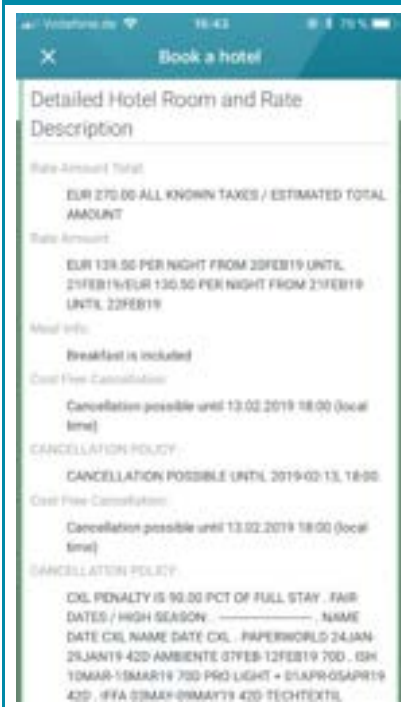 Vodafone.de 16:43 75 %
Book a hotel
Detailed Hotel Room and Rate
Description
Rate Amount Total:
EUR 270.00 ALL KNOWN TAXES / ESTIMATED TOTAL
AMOUNT
Rate Amount:
EUR 139.50 PER NIGHT FROM 20FEB19 UNTIL
21FEB19/EUR 130.50 PER NIGHT FROM 21FEB19
UNTIL 22FEB19
Meal Info:
Breakfast is included
Cost Free Cancellation:
Cancellation possible until 13.02.2019 18:00 (local
time)
CANCELLATION POLICY:
CANCELLATION POSSIBLE UNTIL 2019-02-13, 18:00
Cost Free Cancellation:
Cancellation possible until 13.02.2019 18:00 (local
time)
CANCELLATION POLICY:
CXL PENALTY IS 90.00 PCT OF FULL STAY . FAIR
DATES / HIGH SEASON . ---------------- . NAME
DATE CXL NAME DATE CXL . PAPERWORLD 24JAN-
29JAN19 42D AMBIENTE 07FEB-12FEB19 70D . ISH
10MAR-15MAR19 70D PRO LIGHT + 01APR-05APR19
42D . IFFA 03MAY-09MAY19 42D TECHTEXTIL